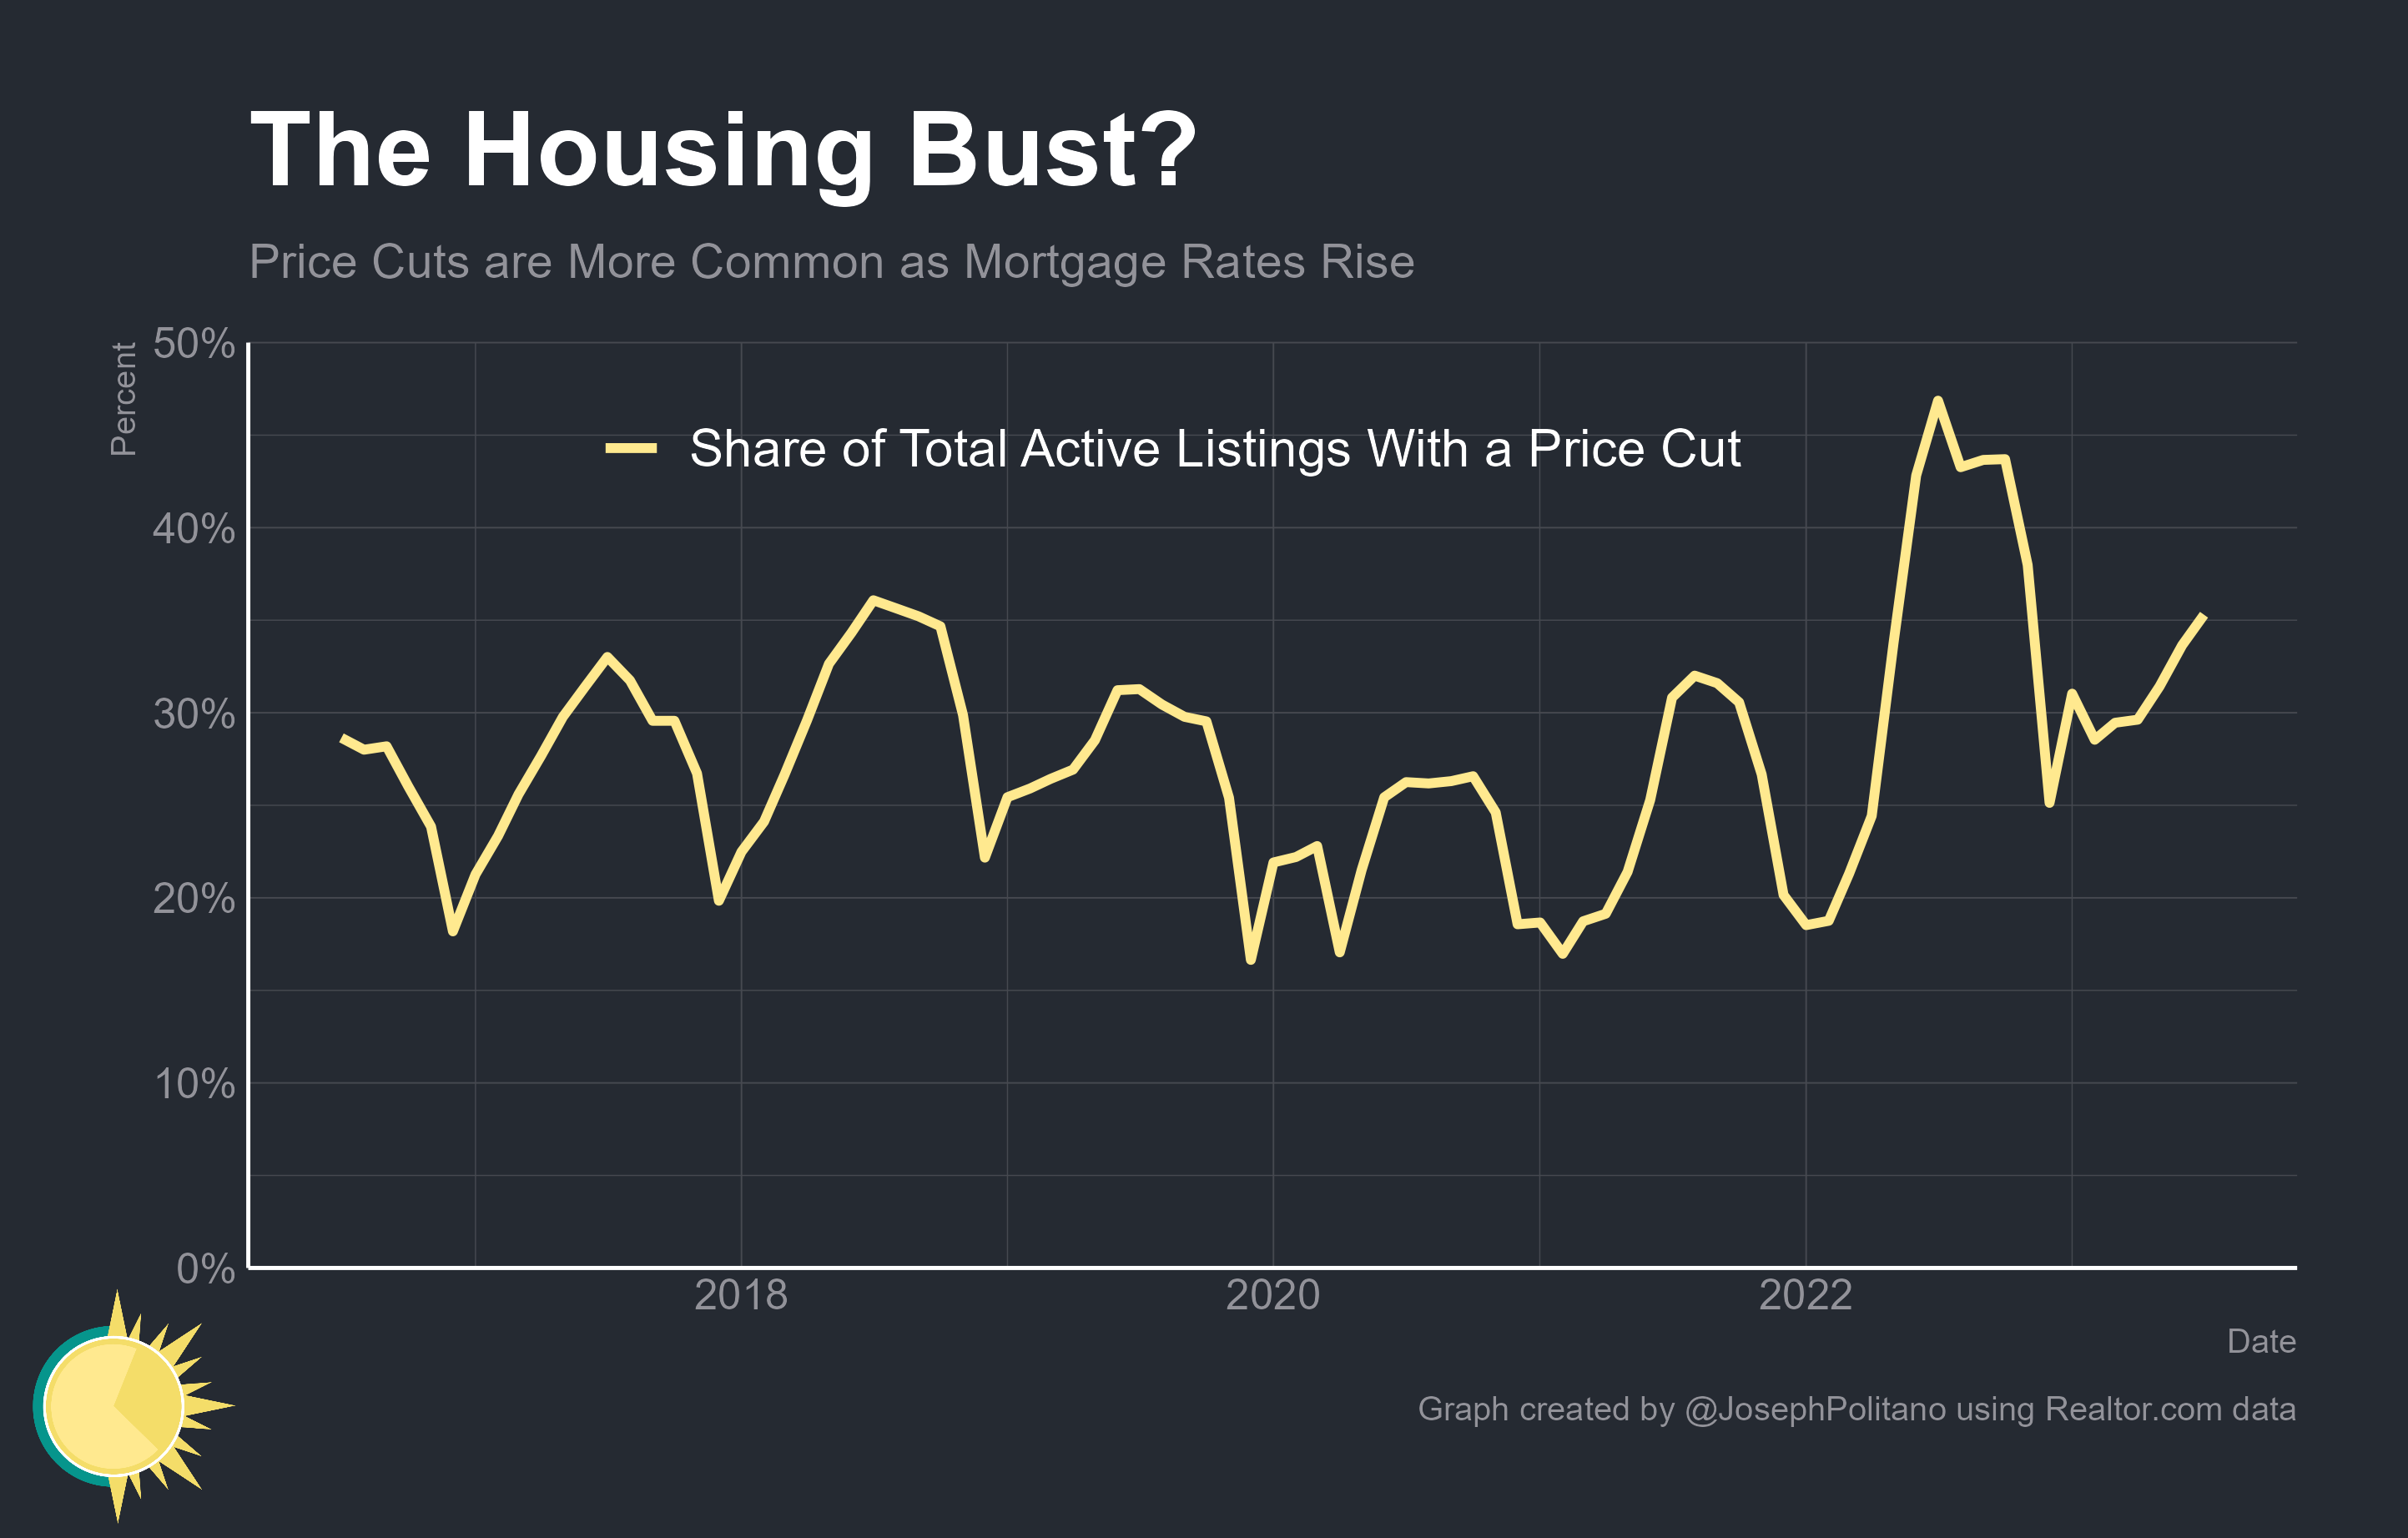 The Housing Bust?
Price Cuts are More Common as Mortgage Rates Rise
Percent
50%
Share of Total Active Listings With a Price Cut
40%
30%
20%
10%
0%
2018 2020 2022
Date
Graph created by @JosephPolitano using Realtor.com data